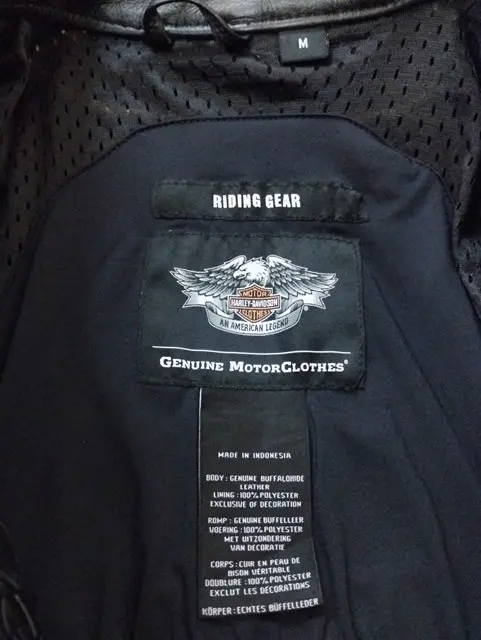 M
RIDING GEAR
MOTOR
HARLEY-DAVIDSON
CLOTHES
AN AMERICAN LEGEND
GENUINE MOTORCLOTHES®
MADE IN INDONESIA
BODY : GENUINE BUFFALOHIDE
LEATHER
LINING : 100% POLYESTER
EXCLUSIVE OF DECORATION
ROMP : GENUINE BUFFELLEER
VOERING : 100% POLYESTER
MET UITZONDERING
VAN DECORATIE
CORPS : CUIR EN PEAU DE
BISON VÉRITABLE
DOUBLURE : 100% POLYESTER
EXCLUT LES DÉCORATIONS
KÖRPER : ECHTES BÜFFELLEDER